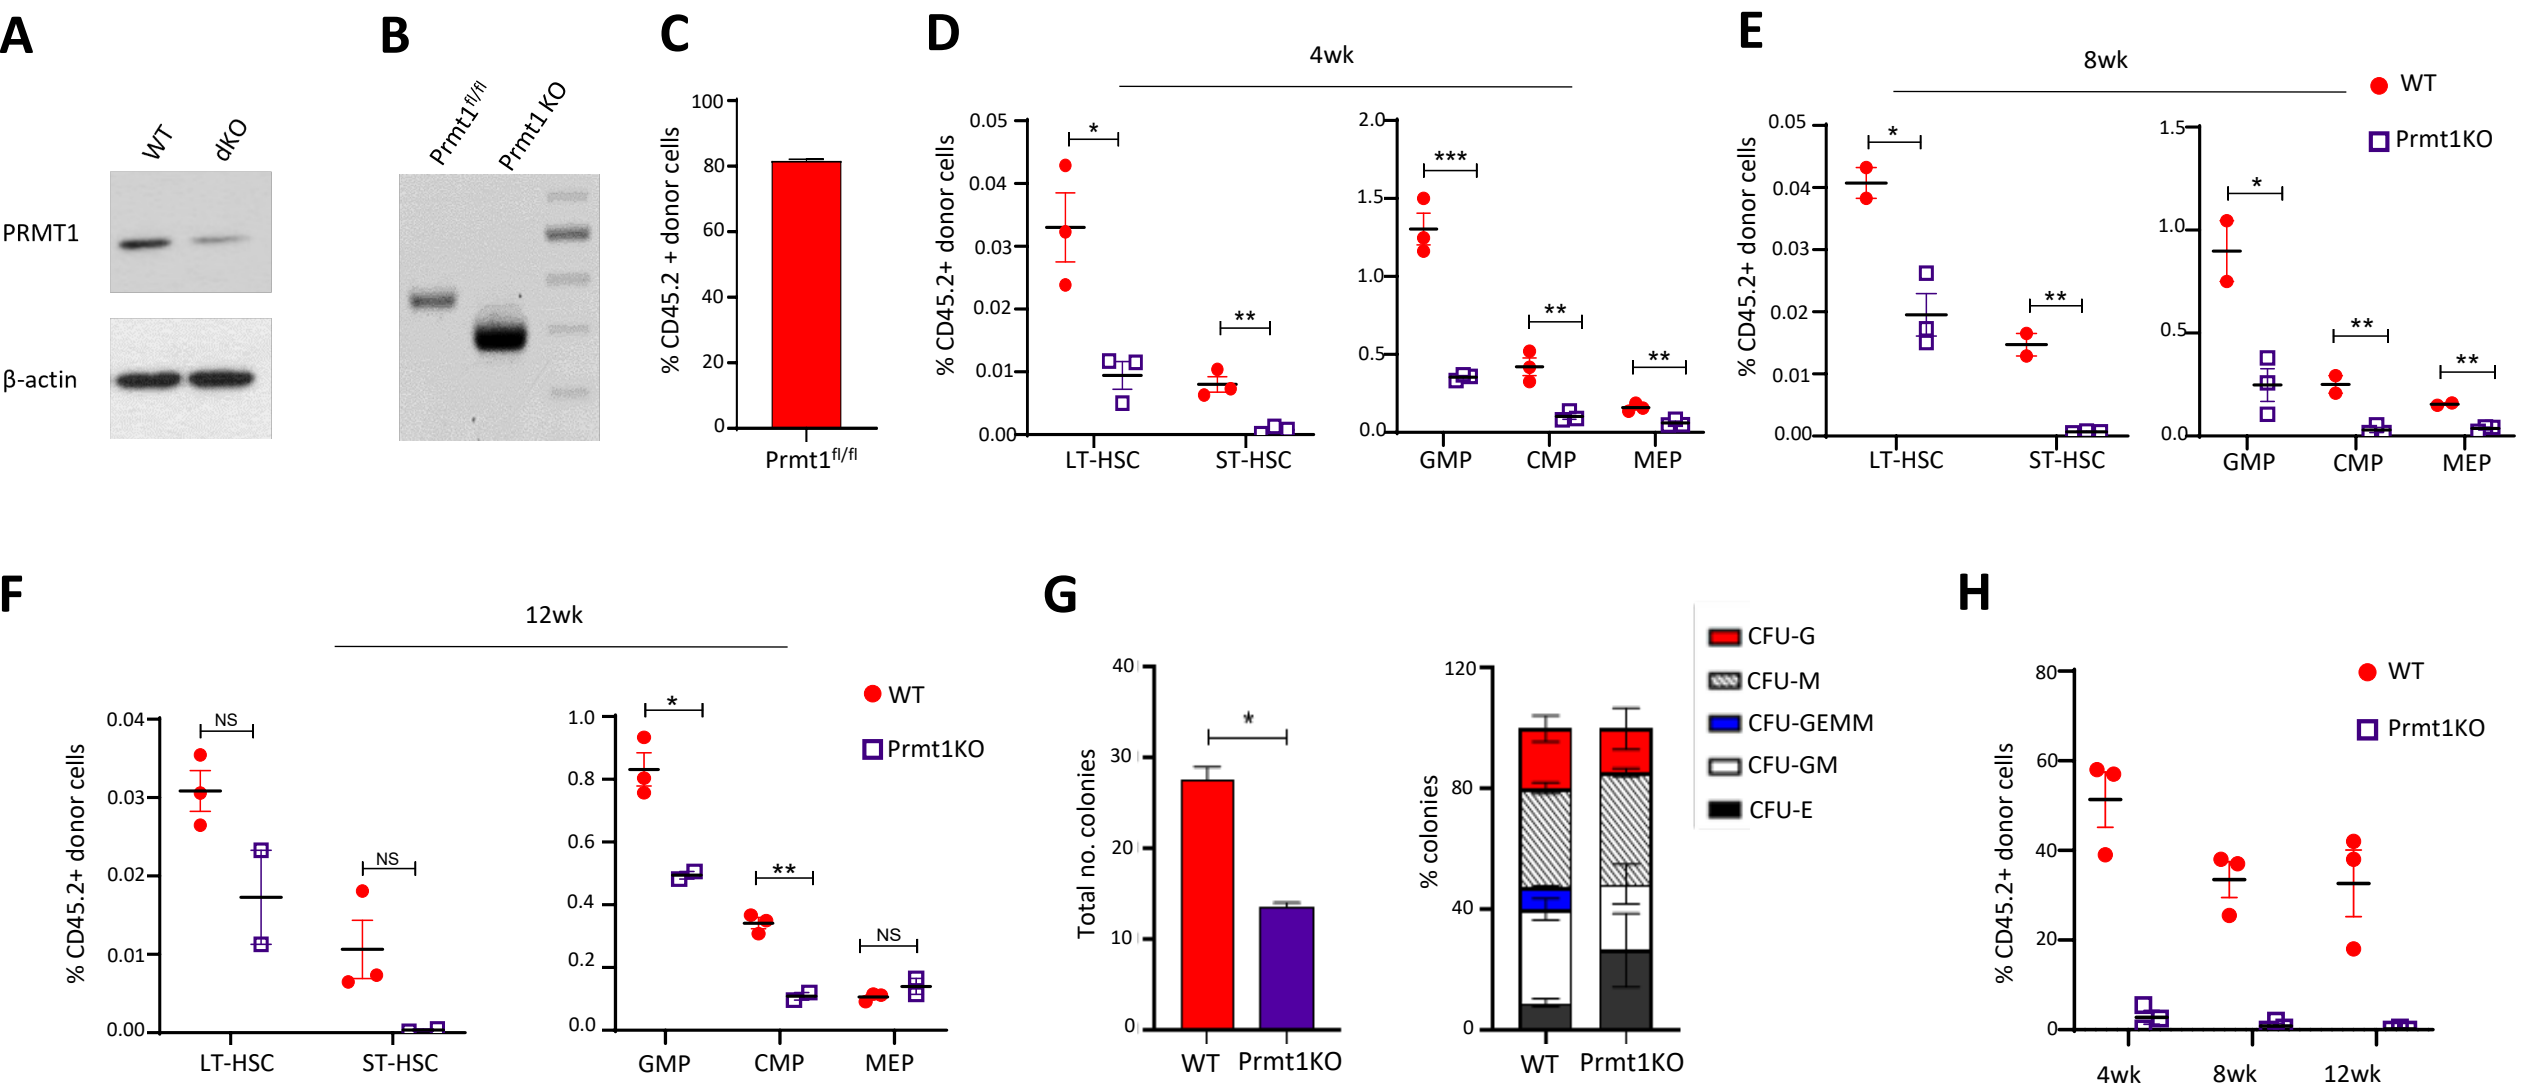 A
WT
dKO
PRMT1
β-actin
B
Prmt1fl/fl
Prmt1 KO
C
% CD45.2 + donor cells
100
80
60
40
20
0
Prmt1fl/fl
D
4wk
% CD45.2+ donor cells
0.05
0.04
0.03
0.02
0.01
0.00
*
**
LT-HSC
ST-HSC
2.0
1.5
1.0
0.5
0.0
***
**
**
GMP
CMP
MEP
E
8wk
WT
Prmt1KO
% CD45.2+ donor cells
0.05
0.04
0.03
0.02
0.01
0.00
*
**
LT-HSC
ST-HSC
1.5
1.0
0.5
0.0
*
**
**
GMP
CMP
MEP
F
12wk
WT
Prmt1KO
% CD45.2+ donor cells
0.04
0.03
0.02
0.01
0.00
NS
NS
LT-HSC
ST-HSC
1.0
0.8
0.6
0.4
0.2
0.0
*
**
NS
GMP
CMP
MEP
G
Total no. colonies
40
30
20
10
0
*
WT
Prmt1KO
% colonies
120
80
40
0
WT
Prmt1KO
CFU-G
CFU-M
CFU-GEMM
CFU-GM
CFU-E
H
WT
Prmt1KO
% CD45.2+ donor cells
80
60
40
20
0
4wk
8wk
12wk